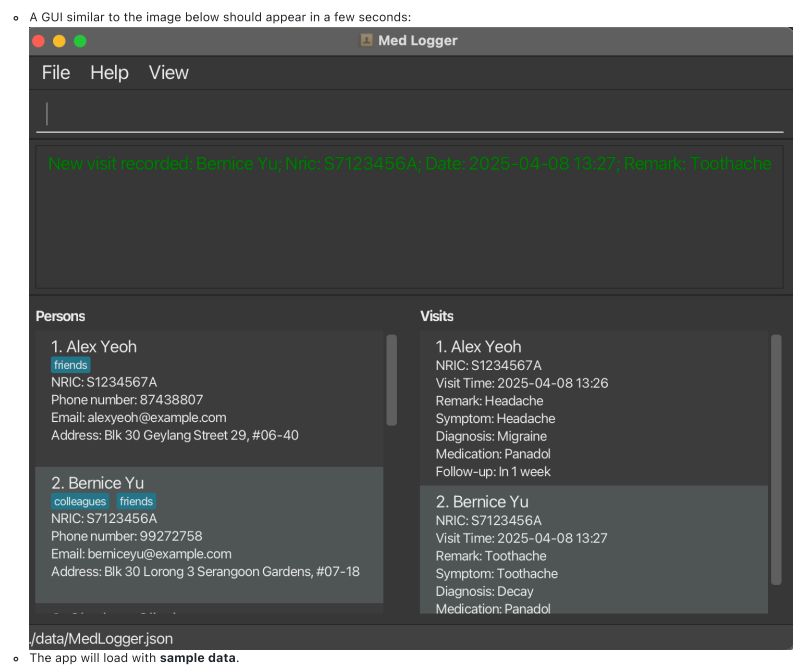 A GUI similar to the image below should appear in a few seconds:
Med Logger
File Help View
New visit recorded: Bernice Yu; Nric: S7123456A; Date: 2025-04-08 13:27; Remark: Toothache
Persons
1. Alex Yeoh
friends
NRIC: S1234567A
Phone number: 87438807
Email: alexyeoh@example.com
Address: Blk 30 Geylang Street 29, #06-40
2. Bernice Yu
colleagues friends
NRIC: S7123456A
Phone number: 99272758
Email: berniceyu@example.com
Address: Blk 30 Lorong 3 Serangoon Gardens, #07-18
Visits
1. Alex Yeoh
NRIC: S1234567A
Visit Time: 2025-04-08 13:26
Remark: Headache
Symptom: Headache
Diagnosis: Migraine
Medication: Panadol
Follow-up: In 1 week
2. Bernice Yu
NRIC: S7123456A
Visit Time: 2025-04-08 13:27
Remark: Toothache
Symptom: Toothache
Diagnosis: Decay
Medication: Panadol
./data/MedLogger.json
The app will load with sample data.